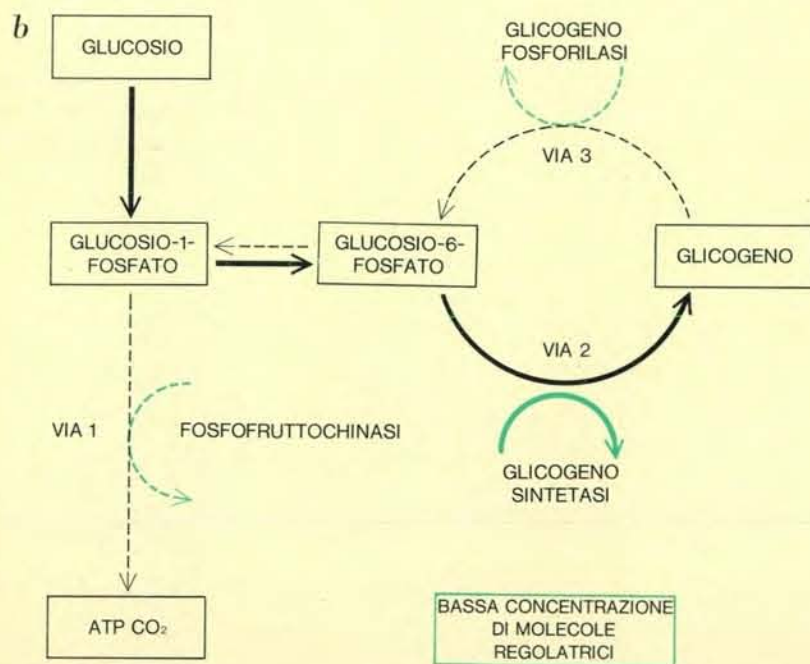 b
GLUCOSIO
GLICOGENO
FOSFORILASI
VIA 3
GLUCOSIO-1-
FOSFATO
GLUCOSIO-6-
FOSFATO
GLICOGENO
VIA 2
VIA 1
FOSFOFRUTTOCHINASI
GLICOGENO
SINTETASI
ATP CO₂
BASSA CONCENTRAZIONE
DI MOLECOLE
REGOLATRICI